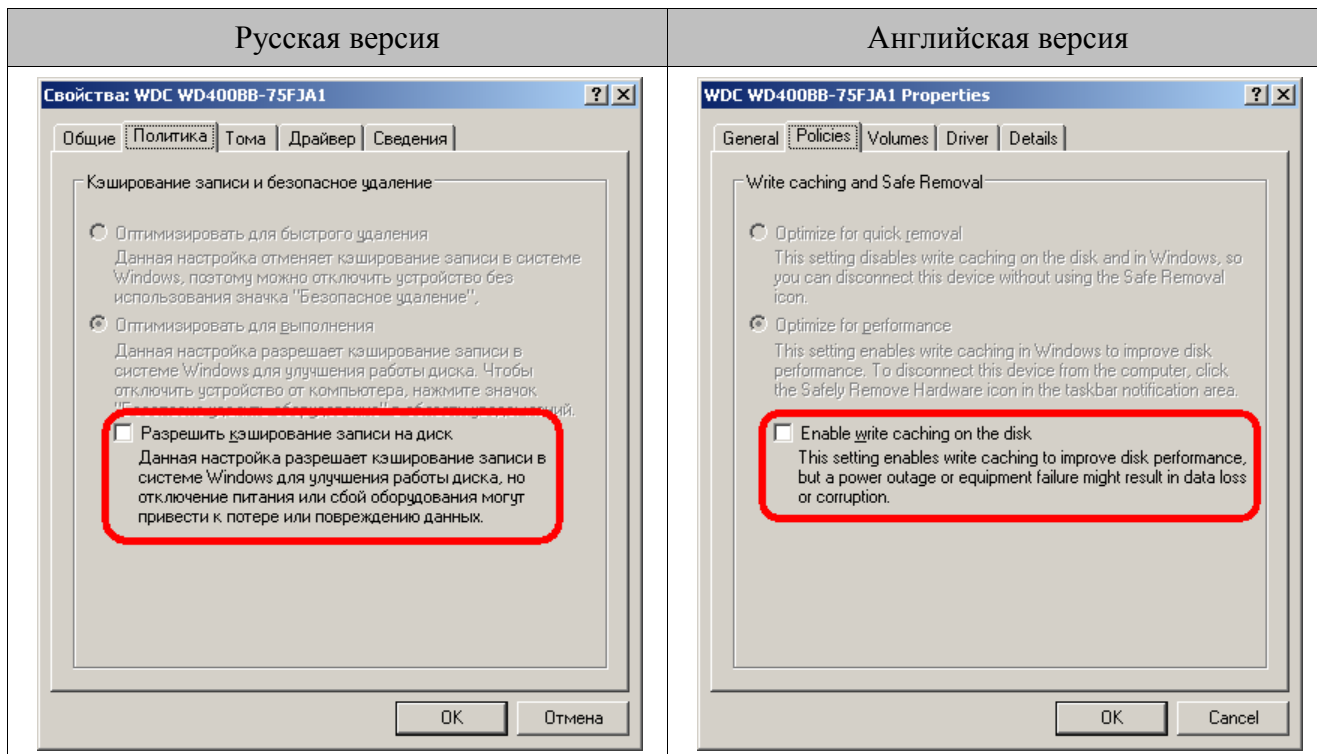 Русская версия
Английская версия
Свойства: WDC WD400BB-75FJA1
Общие Политика Тома Драйвер Сведения
Кэширование записи и безопасное удаление
Оптимизировать для быстрого удаления
Данная настройка отменяет кэширование записи в системе
Windows, поэтому можно отключить устройство без
использования значка "Безопасное удаление",
Оптимизировать для выполнения
Данная настройка разрешает кэширование записи в
системе Windows для улучшения работы диска. Чтобы
отключить устройство от компьютера, нажмите значок
Разрешить кэширование записи на диск
Данная настройка разрешает кэширование записи в
системе Windows для улучшения работы диска, но
отключение питания или сбой оборудования могут
привести к потере или повреждению данных.
OK Отмена
WDC WD400BB-75FJA1 Properties
General Policies Volumes Driver Details
Write caching and Safe Removal
Optimize for quick removal
This setting disables write caching on the disk and in Windows, so
you can disconnect this device without using the Safe Removal
icon.
Optimize for performance
This setting enables write caching in Windows to improve disk
performance. To disconnect this device from the computer, click
the Safely Remove Hardware icon in the taskbar notification area.
Enable write caching on the disk
This setting enables write caching to improve disk performance,
but a power outage or equipment failure might result in data loss
or corruption.
OK Cancel